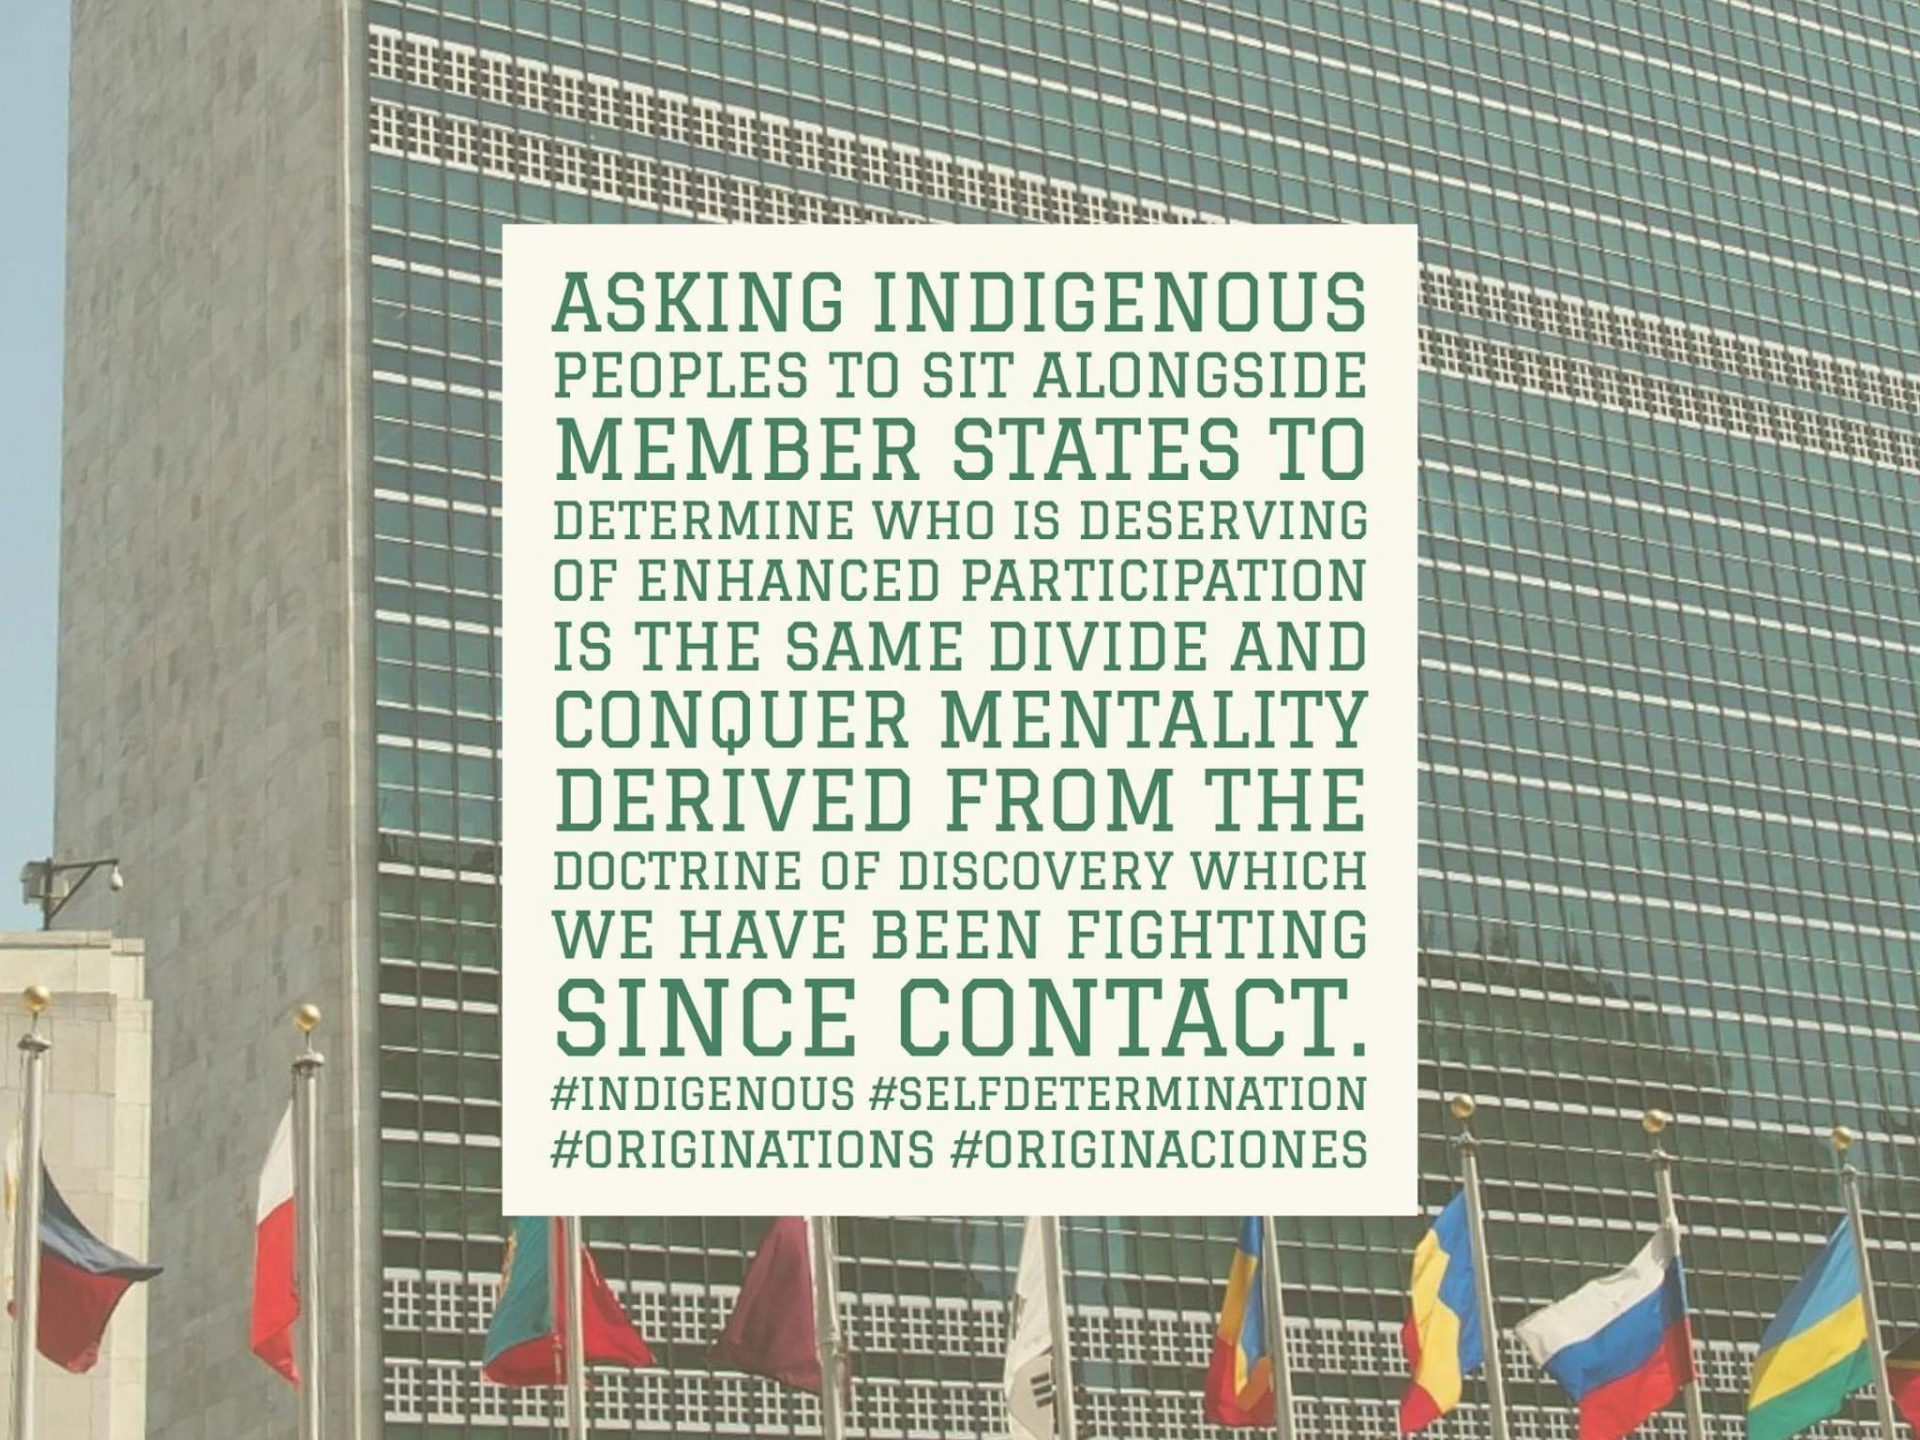 ASKING INDIGENOUS
PEOPLES TO SIT ALONGSIDE
MEMBER STATES TO
DETERMINE WHO IS DESERVING
OF ENHANCED PARTICIPATION
IS THE SAME DIVIDE AND
CONQUER MENTALITY
DERIVED FROM THE
DOCTRINE OF DISCOVERY WHICH
WE HAVE BEEN FIGHTING
SINCE CONTACT.
#INDIGENOUS #SELFDETERMINATION
#ORIGINATIONS #ORIGINACIONES